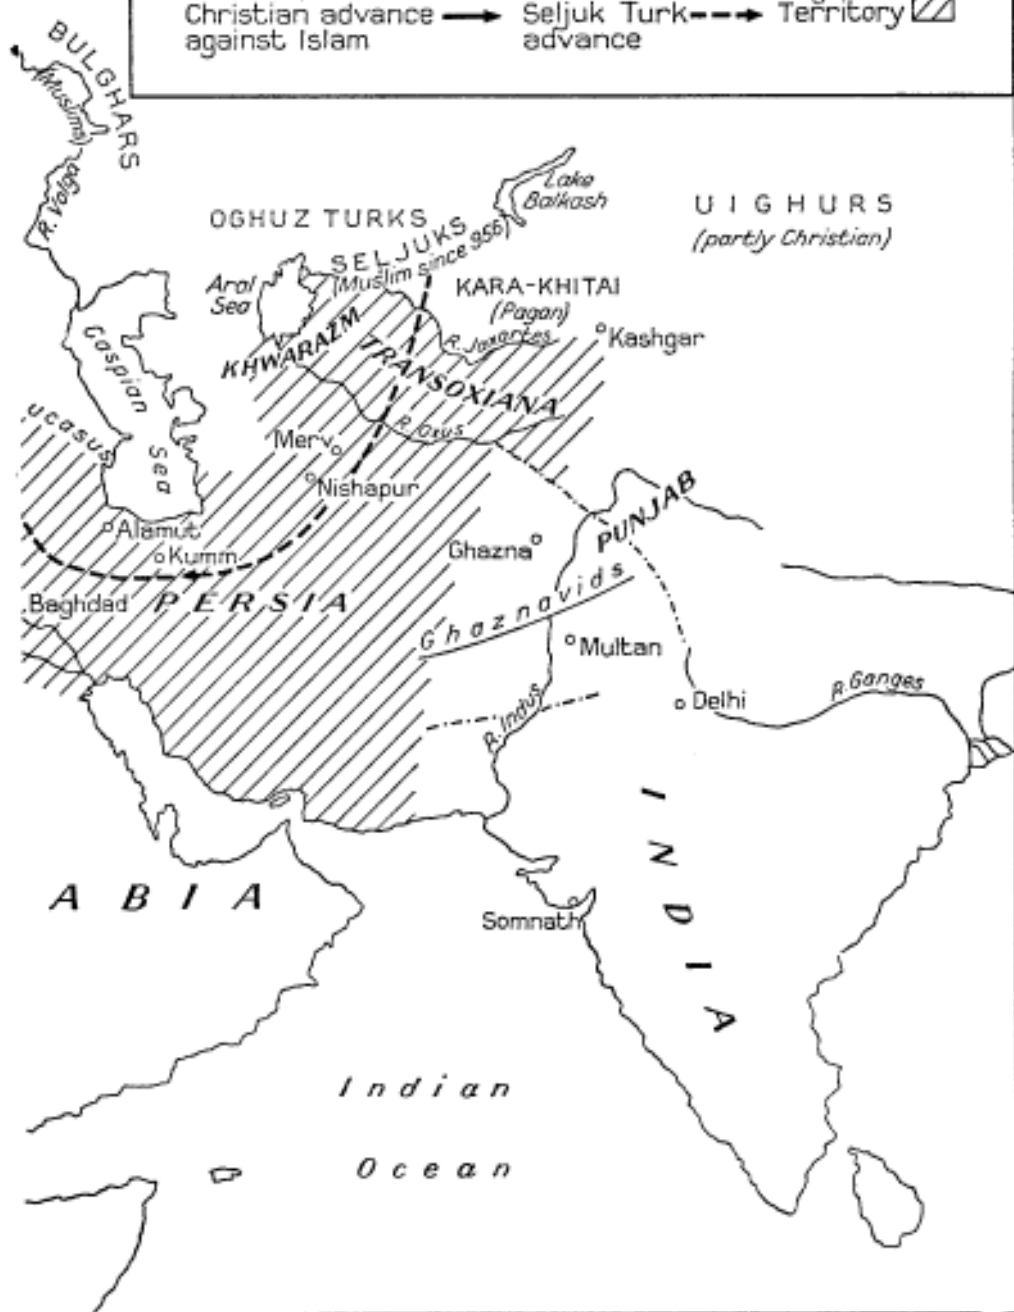 Christian advance
against Islam
Seljuk Turk
advance
Territory
BULGHARS
(Muslims)
R. Volga
Lake
Balkash
UIGHURS
(partly Christian)
OGHUZ TURKS
SELJUKS
(Muslim since 956)
Aral
Sea
KARA-KHITAI
(Pagan)
R. Jaxartes
Kashgar
KHWARAZM
TRANSOXIANA
Caspian
Sea
ucasus
R. Oxus
Merv
Nishapur
Alamut
Kumm
Ghazna
PUNJAB
Baghdad
PERSIA
Ghaznavids
Multan
R. Indus
Delhi
R. Ganges
INDIA
ABIA
Somnath
Indian
Ocean